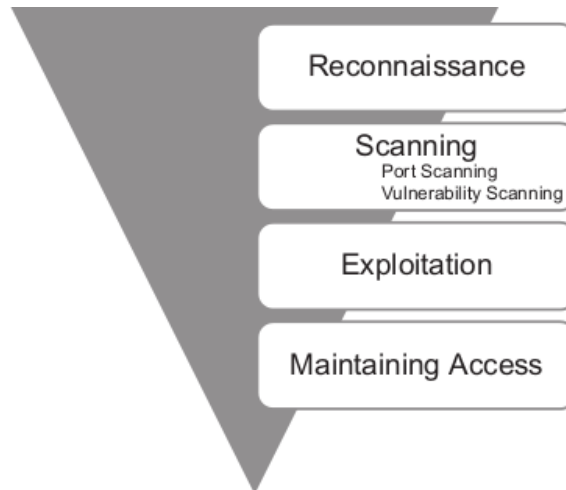 Reconnaissance
Scanning
Port Scanning
Vulnerability Scanning
Exploitation
Maintaining Access